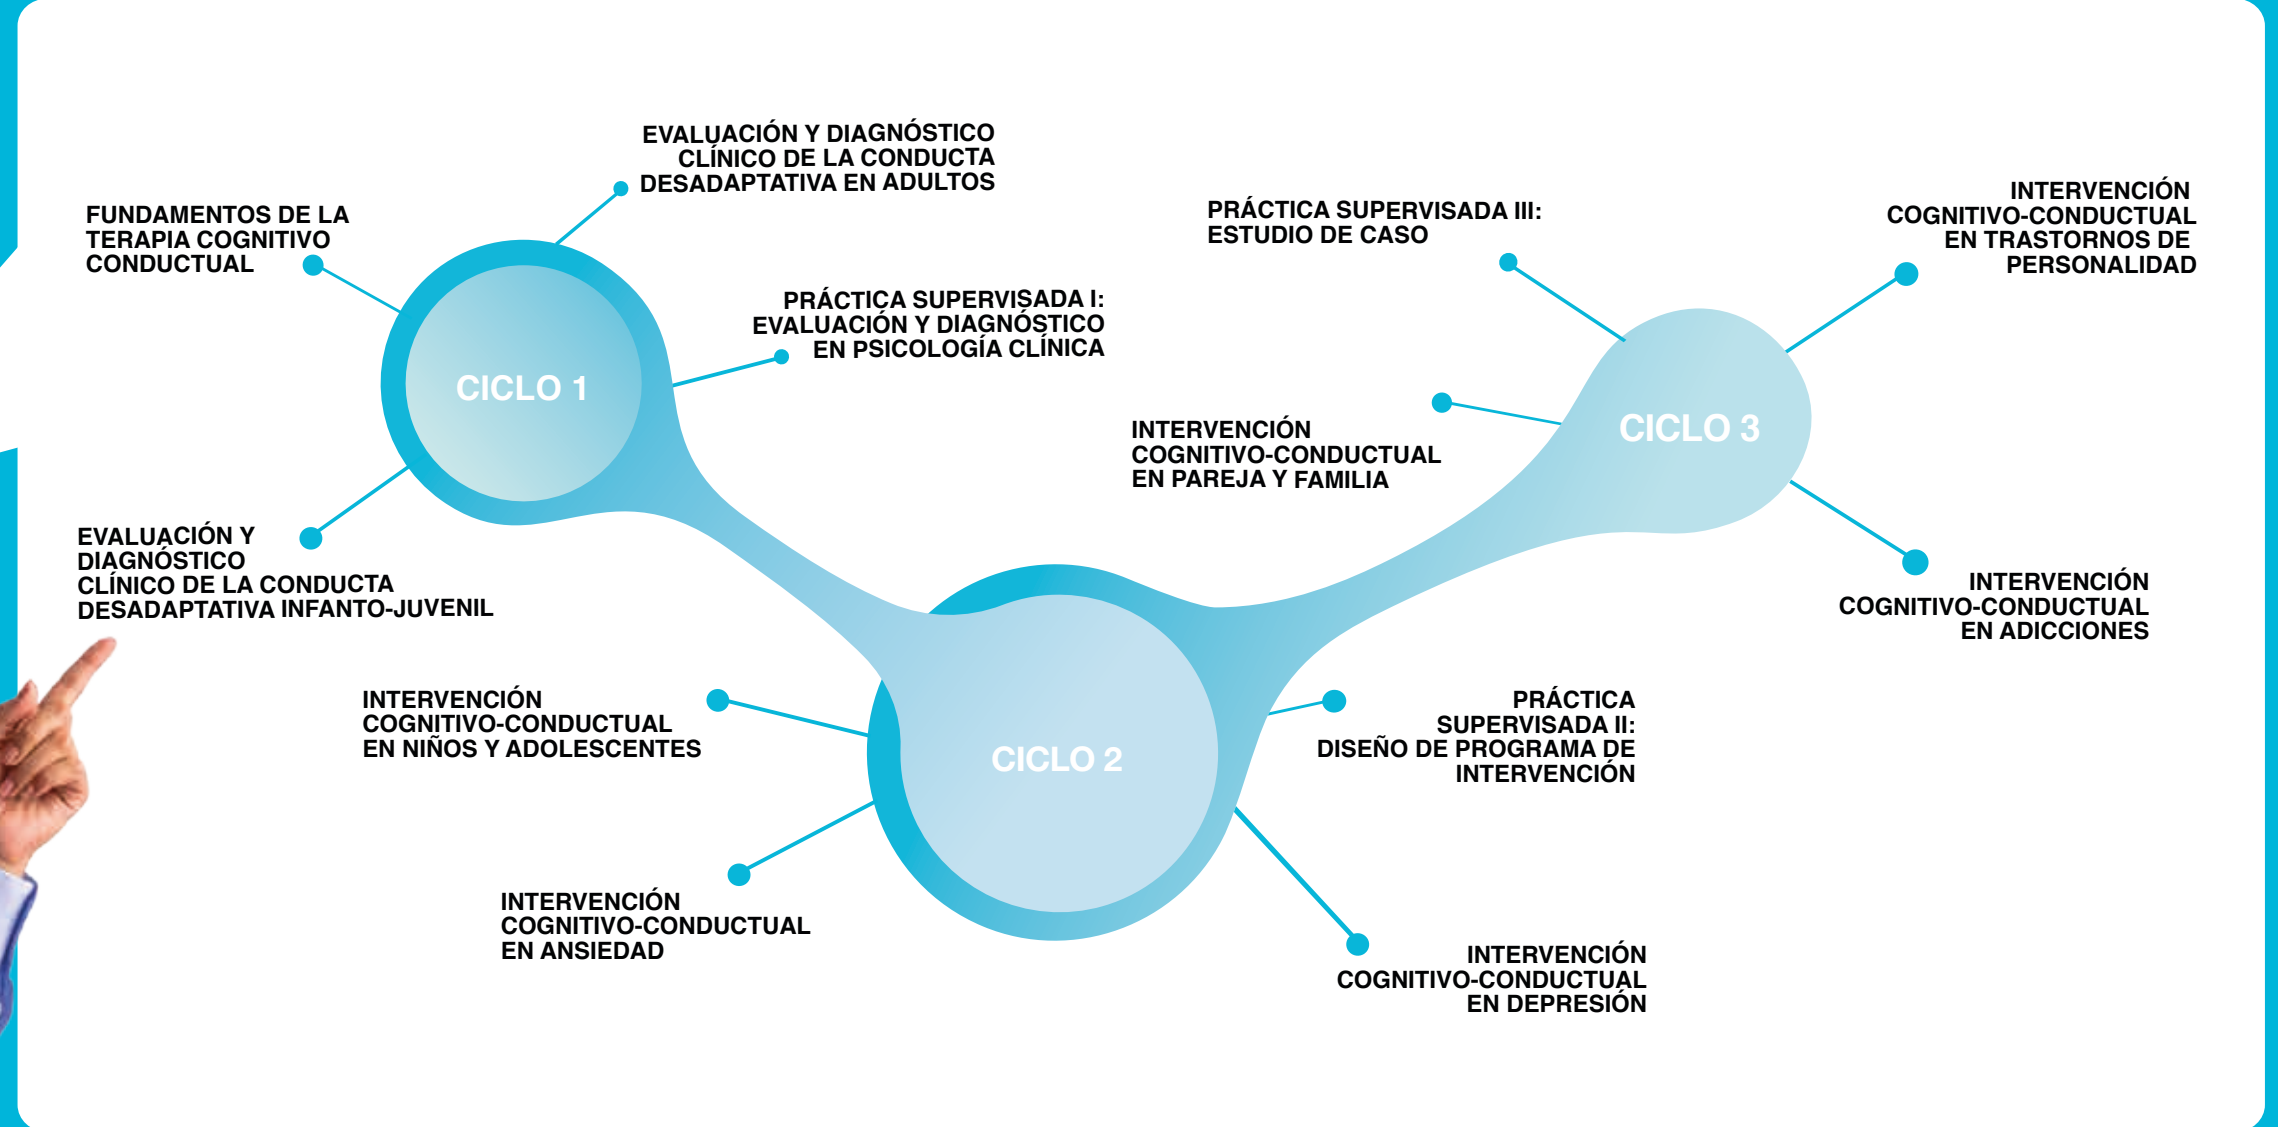 FUNDAMENTOS DE LA
TERAPIA COGNITIVO
CONDUCTUAL
EVALUACIÓN Y DIAGNÓSTICO
CLÍNICO DE LA CONDUCTA
DESADAPTATIVA EN ADULTOS
PRÁCTICA SUPERVISADA I:
EVALUACIÓN Y DIAGNÓSTICO
EN PSICOLOGÍA CLÍNICA
CICLO 1
EVALUACIÓN Y
DIAGNÓSTICO
CLÍNICO DE LA CONDUCTA
DESADAPTATIVA INFANTO-JUVENIL
INTERVENCIÓN
COGNITIVO-CONDUCTUAL
EN NIÑOS Y ADOLESCENTES
CICLO 2
PRÁCTICA
SUPERVISADA II:
DISEÑO DE PROGRAMA DE
INTERVENCIÓN
INTERVENCIÓN
COGNITIVO-CONDUCTUAL
EN ANSIEDAD
INTERVENCIÓN
COGNITIVO-CONDUCTUAL
EN DEPRESIÓN
PRÁCTICA SUPERVISADA III:
ESTUDIO DE CASO
INTERVENCIÓN
COGNITIVO-CONDUCTUAL
EN TRASTORNOS DE
PERSONALIDAD
INTERVENCIÓN
COGNITIVO-CONDUCTUAL
EN PAREJA Y FAMILIA
CICLO 3
INTERVENCIÓN
COGNITIVO-CONDUCTUAL
EN ADICCIONES